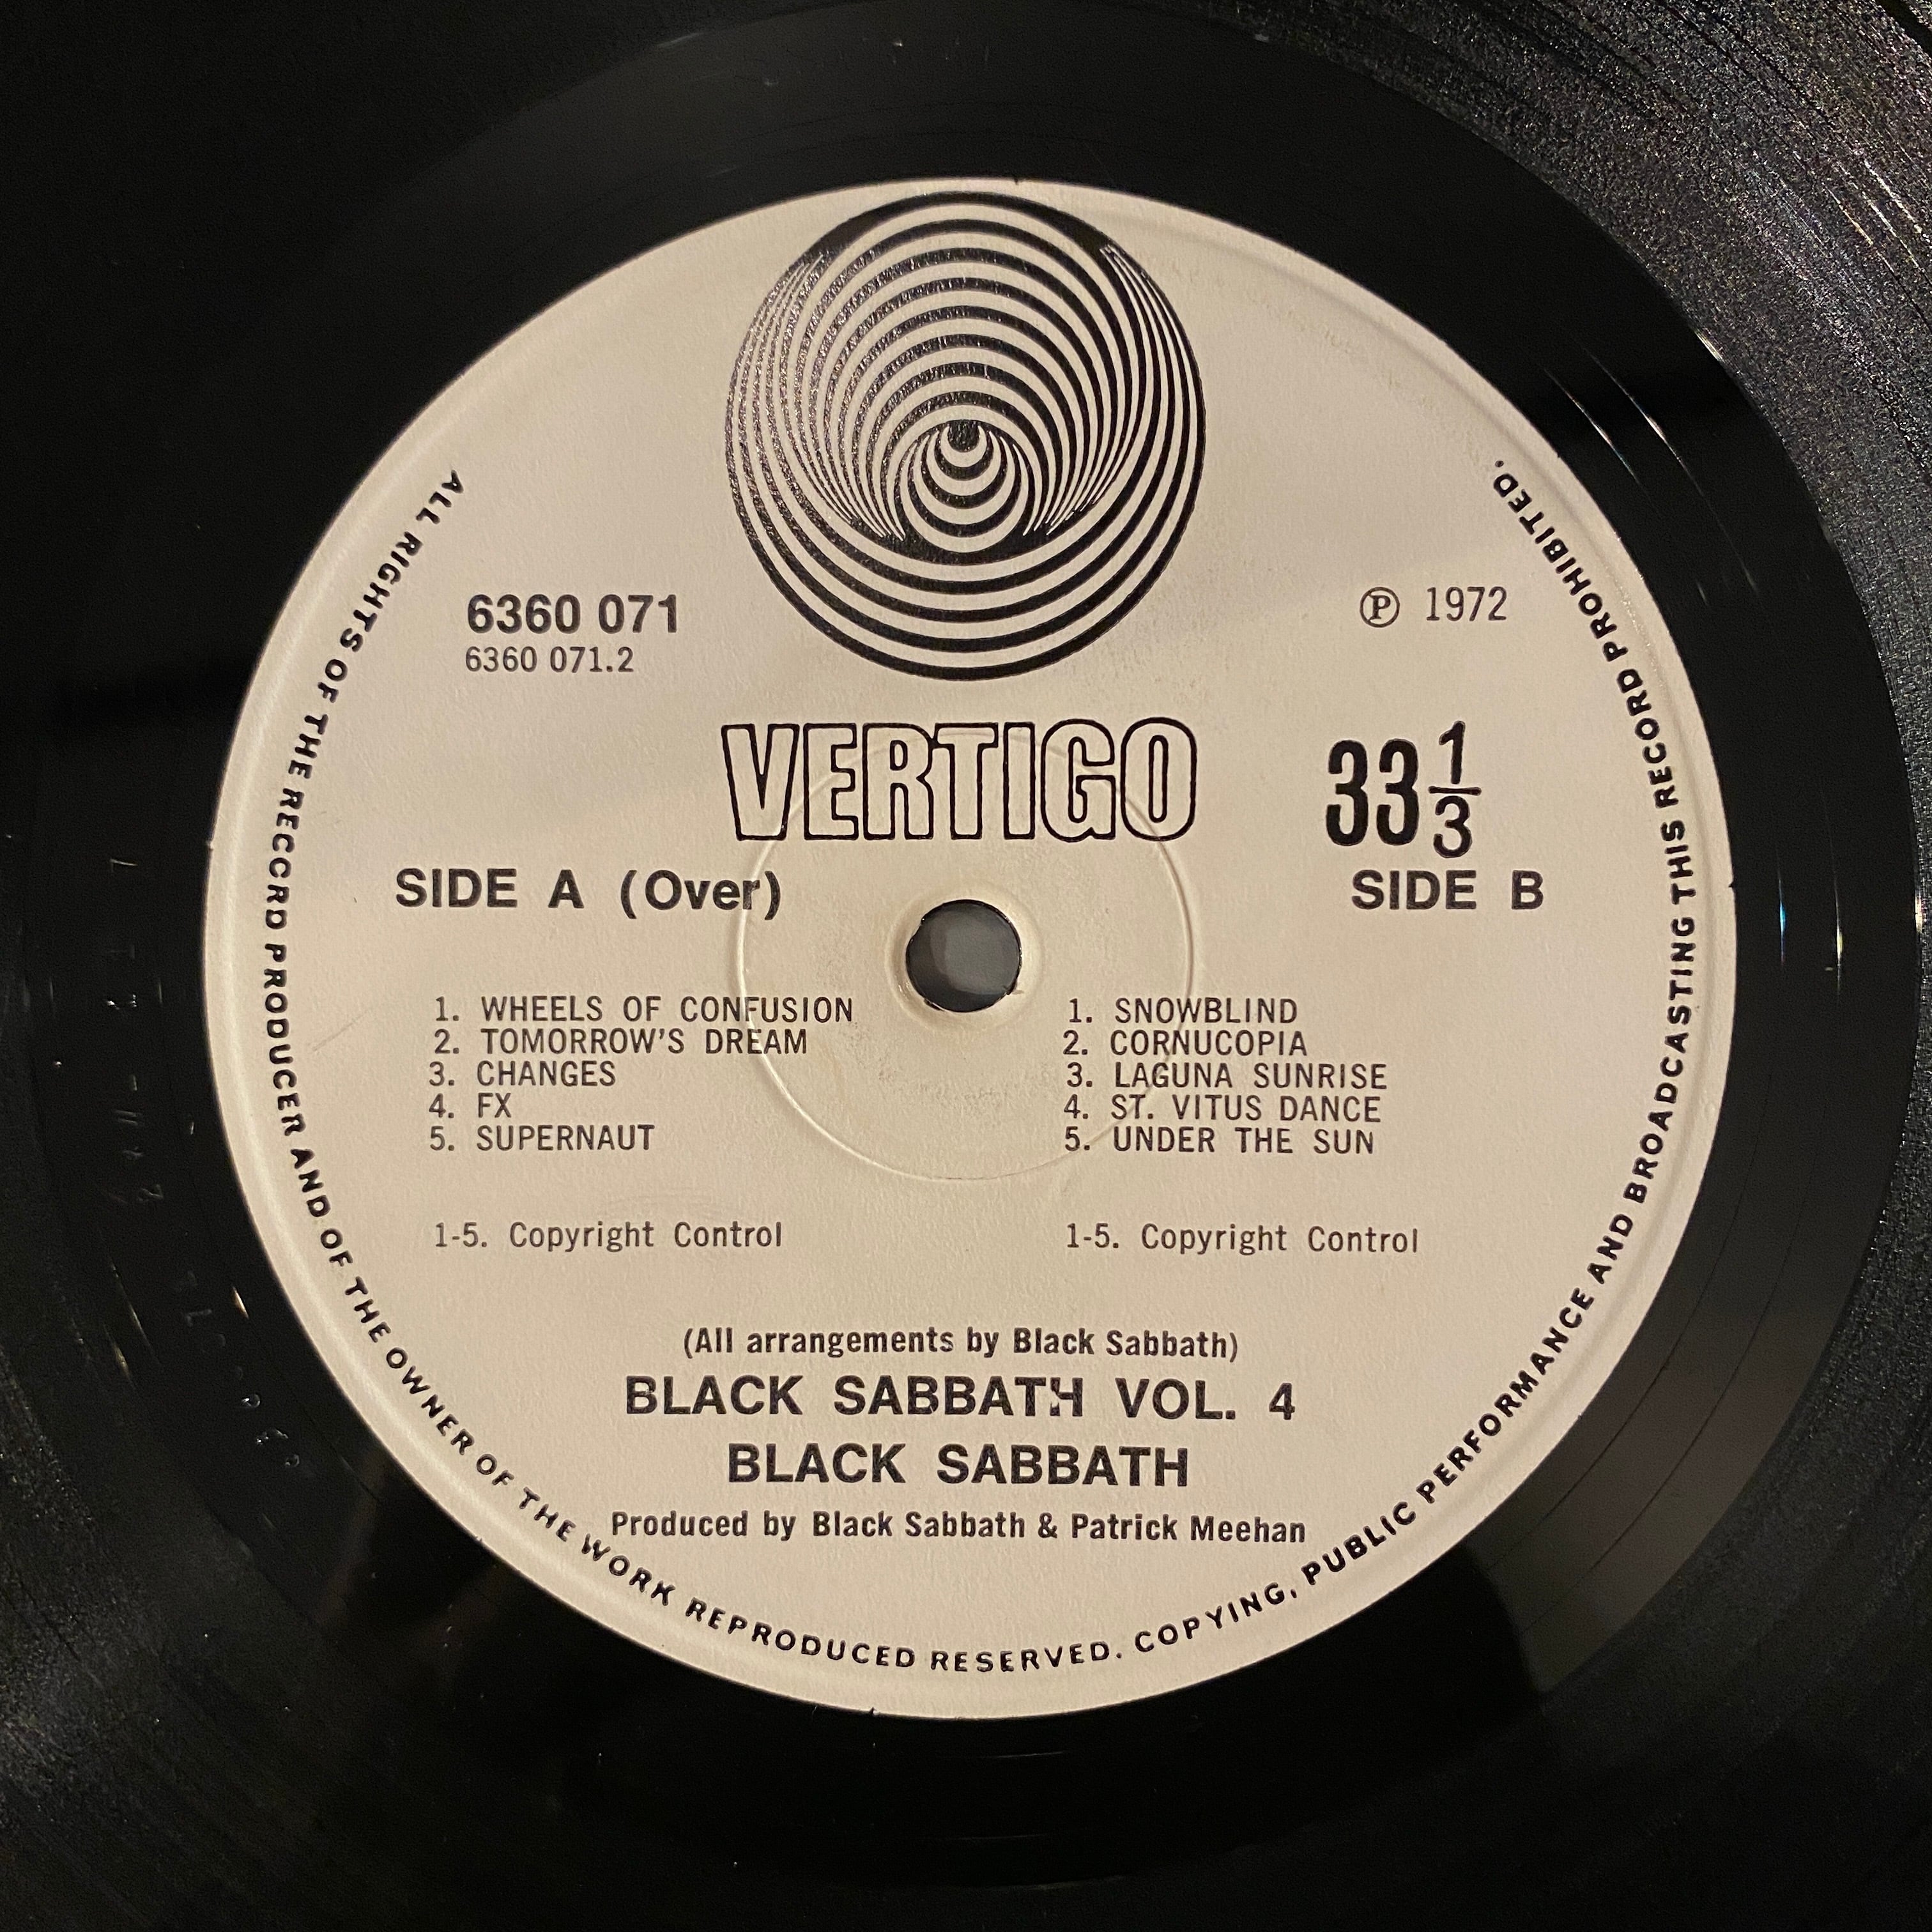 ALL RIGHTS OF THE RECORD PRODUCER AND OF THE OWNER OF THE WORK REPRODUCED RESERVED. COPYING, PUBLIC PERFORMANCE AND BROADCASTING THIS RECORD PROHIBITED.
6360 071
6360 071.2
Ⓟ 1972
VERTIGO
33 1/3
SIDE A (Over)
1. WHEELS OF CONFUSION
2. TOMORROW'S DREAM
3. CHANGES
4. FX
5. SUPERNAUT
1-5. Copyright Control
SIDE B
1. SNOWBLIND
2. CORNUCOPIA
3. LAGUNA SUNRISE
4. ST. VITUS DANCE
5. UNDER THE SUN
1-5. Copyright Control
(All arrangements by Black Sabbath)
BLACK SABBATH VOL. 4
BLACK SABBATH
Produced by Black Sabbath & Patrick Meehan